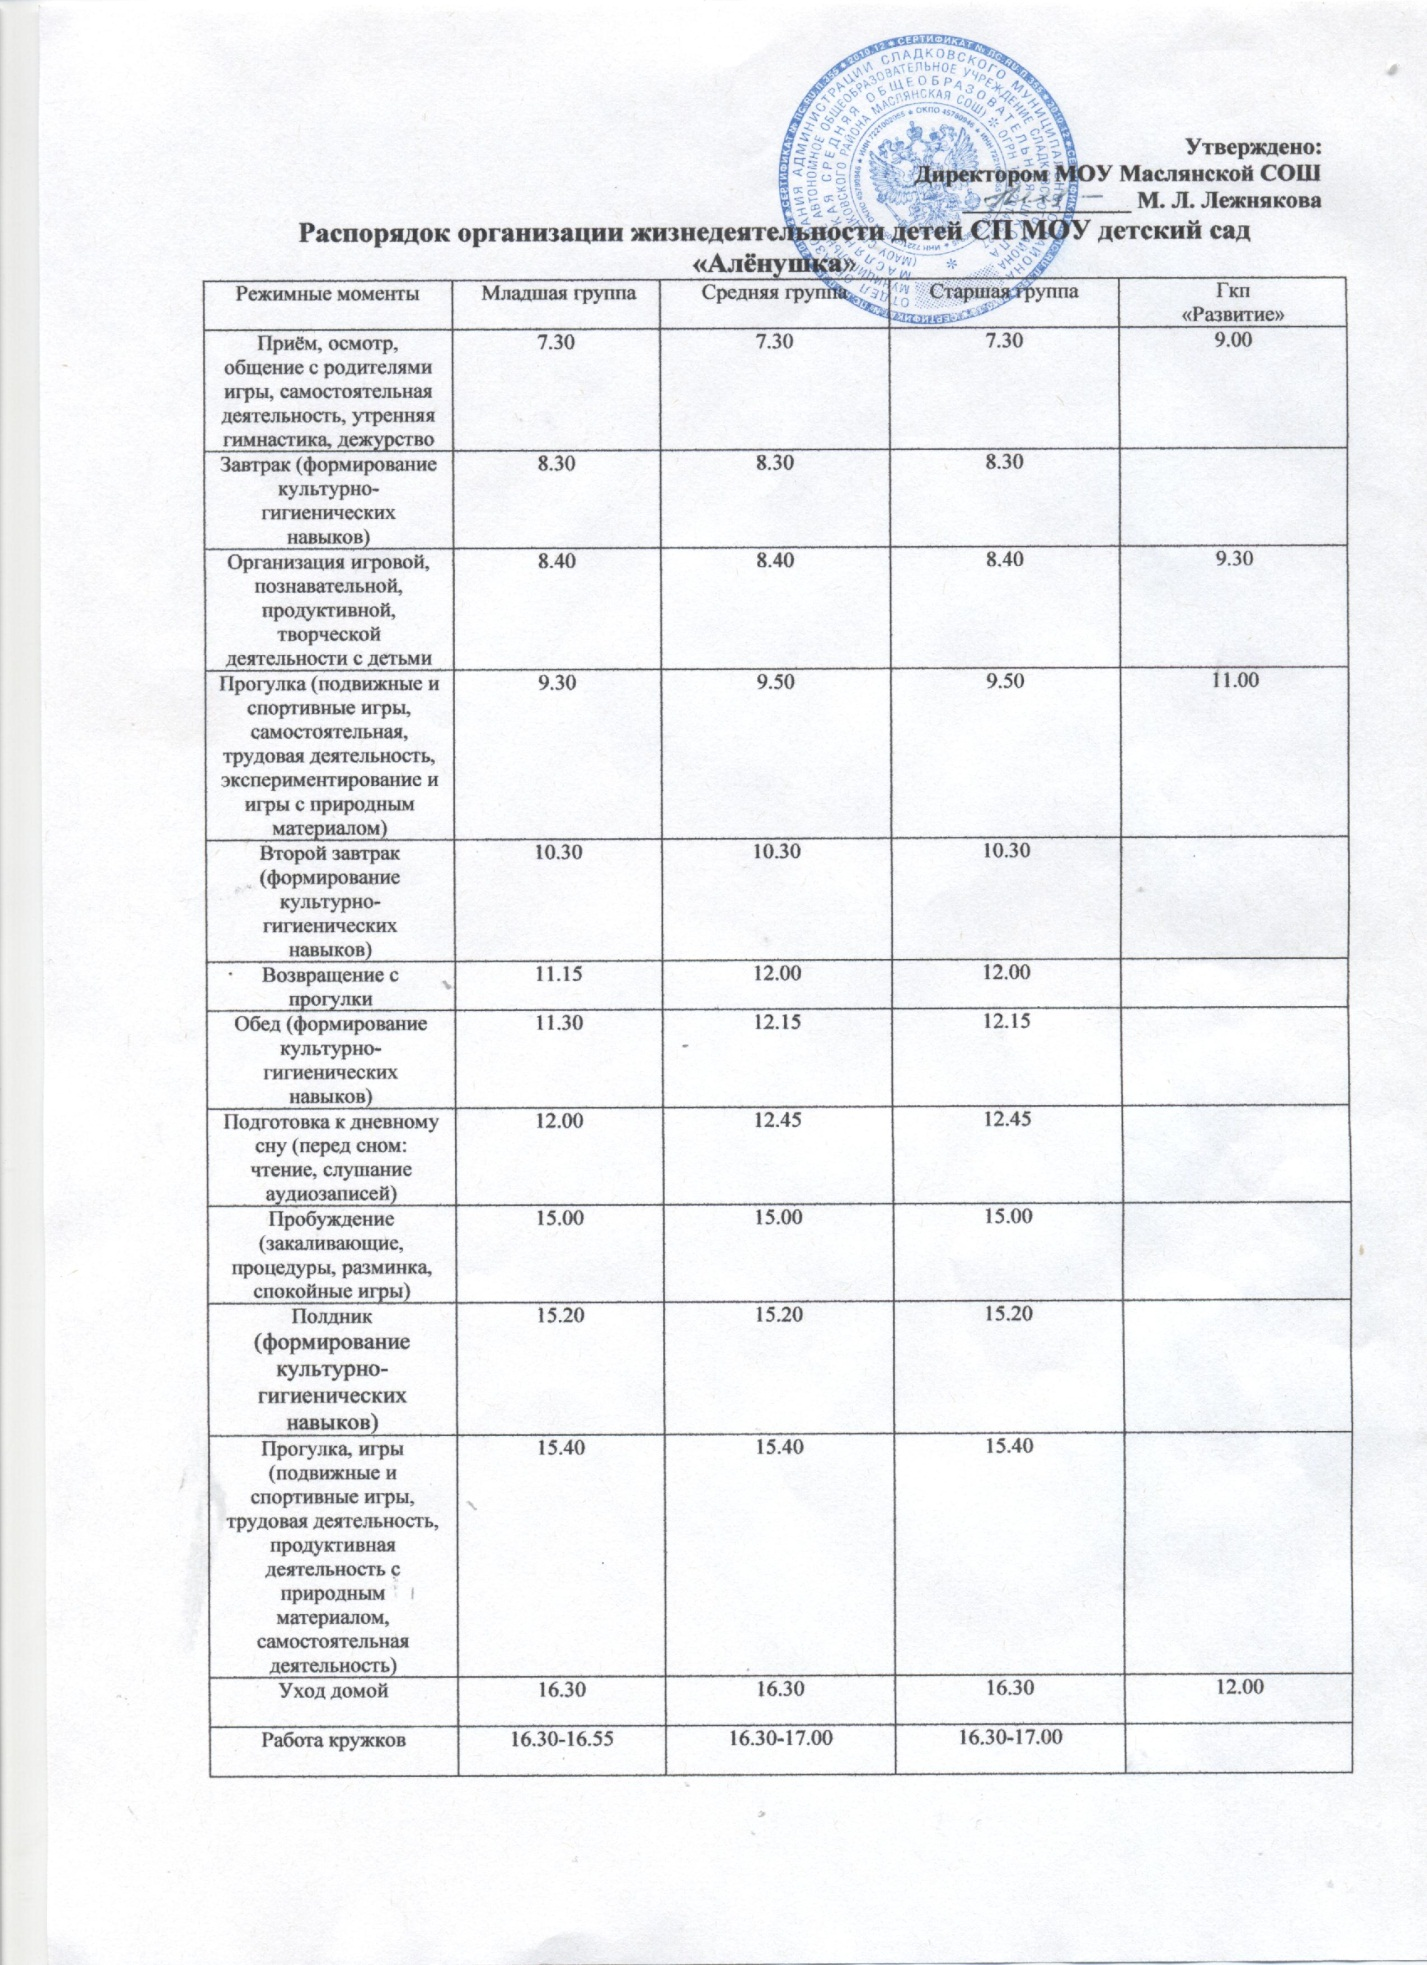 Утверждено:
Директором МОУ Маслянской СОШ
М. Л. Лежнякова
Распорядок организации жизнедеятельности детей СП МОУ детский сад
«Алёнушка»
Режимные моменты Младшая группа Средняя группа Старшая группа Гкп
«Развитие»
Приём, осмотр, 7.30 7.30 7.30 9.00
общение с родителями
игры, самостоятельная
деятельность, утренняя
гимнастика, дежурство
Завтрак (формирование 8.30 8.30 8.30
культурно-
гигиенических
навыков)
Организация игровой, 8.40 8.40 8.40 9.30
познавательной,
продуктивной,
творческой
деятельности с детьми
Прогулка (подвижные и 9.30 9.50 9.50 11.00
спортивные игры,
самостоятельная,
трудовая деятельность,
экспериментирование и
игры с природным
материалом)
Второй завтрак 10.30 10.30 10.30
(формирование
культурно-
гигиенических
навыков)
Возвращение с 11.15 12.00 12.00
прогулки
Обед (формирование 11.30 12.15 12.15
культурно-
гигиенических
навыков)
Подготовка к дневному 12.00 12.45 12.45
сну (перед сном:
чтение, слушание
аудиозаписей)
Пробуждение 15.00 15.00 15.00
(закаливающие,
процедуры, разминка,
спокойные игры)
Полдник 15.20 15.20 15.20
(формирование
культурно-
гигиенических
навыков)
Прогулка, игры 15.40 15.40 15.40
(подвижные и
спортивные игры,
трудовая деятельность,
продуктивная
деятельность с
природным
материалом,
самостоятельная
деятельность)
Уход домой 16.30 16.30 16.30 12.00
Работа кружков 16.30-16.55 16.30-17.00 16.30-17.00